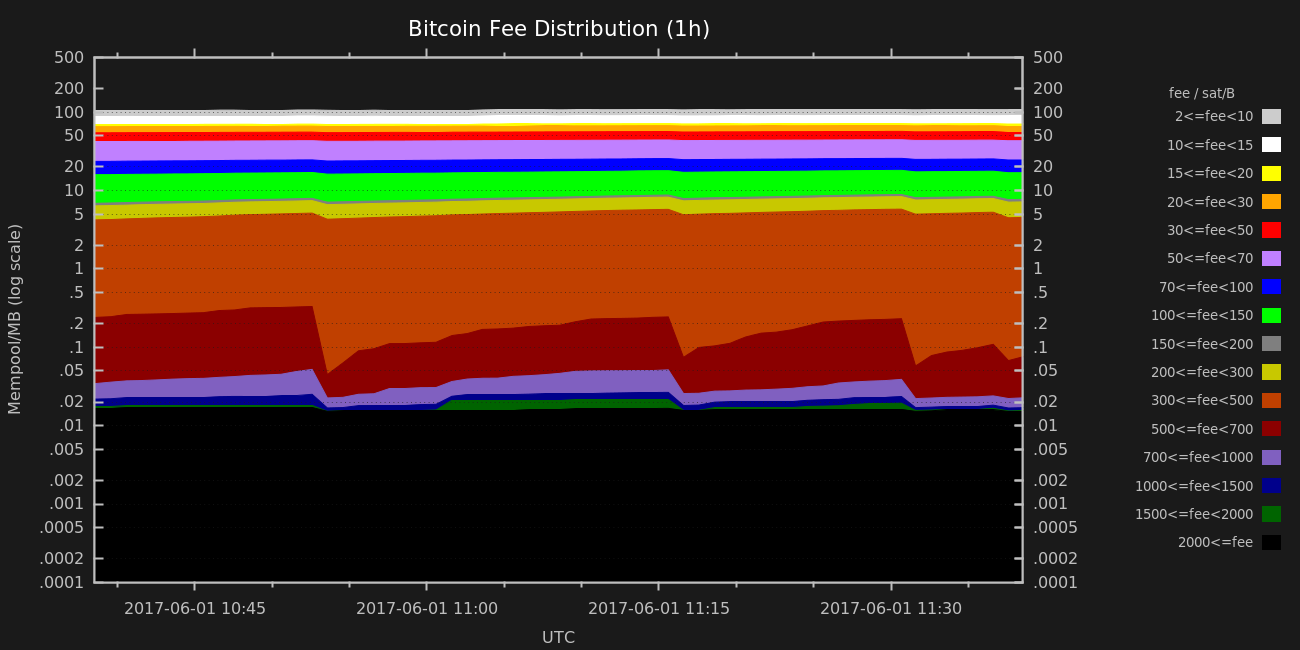 Bitcoin Fee Distribution (1h)
500 500
200 200
100 100
50 50
20 20
10 10
5 5
2 2
1 1
.5 .5
.2 .2
.1 .1
.05 .05
.02 .02
.01 .01
.005 .005
.002 .002
.001 .001
.0005 .0005
.0002 .0002
.0001 .0001
Mempool/MB (log scale)
2017-06-01 10:45 2017-06-01 11:00 2017-06-01 11:15 2017-06-01 11:30
UTC
fee / sat/B
2<=fee<10
10<=fee<15
15<=fee<20
20<=fee<30
30<=fee<50
50<=fee<70
70<=fee<100
100<=fee<150
150<=fee<200
200<=fee<300
300<=fee<500
500<=fee<700
700<=fee<1000
1000<=fee<1500
1500<=fee<2000
2000<=fee